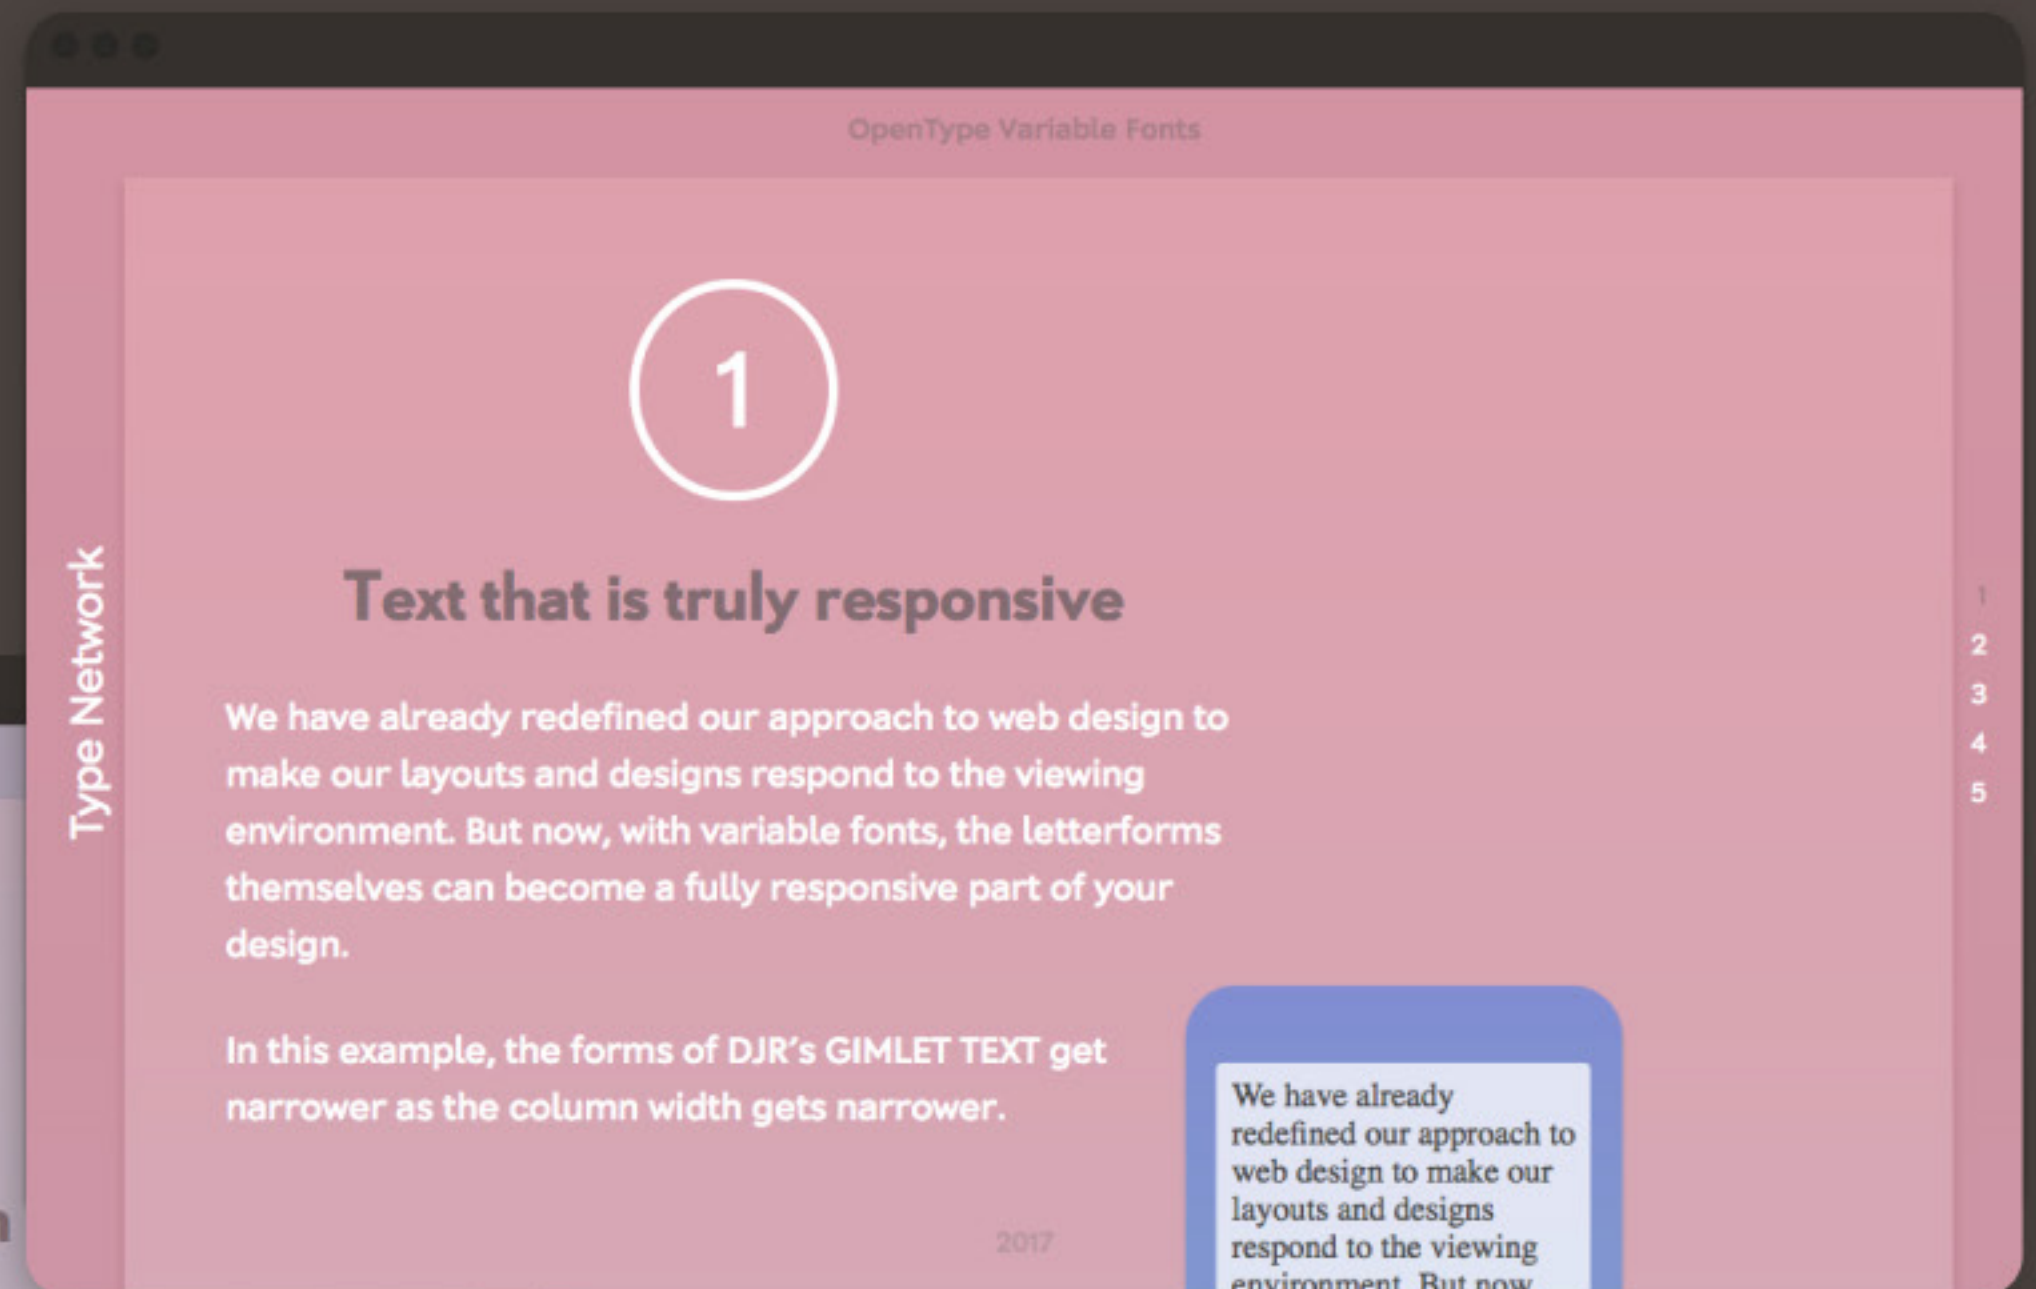 OpenType Variable Fonts
Type Network
1
Text that is truly responsive
We have already redefined our approach to web design to
make our layouts and designs respond to the viewing
environment. But now, with variable fonts, the letterforms
themselves can become a fully responsive part of your
design.
In this example, the forms of DJR's GIMLET TEXT get
narrower as the column width gets narrower.
We have already
redefined our approach to
web design to make our
layouts and designs
respond to the viewing
environment. But now
2017
1
2
3
4
5